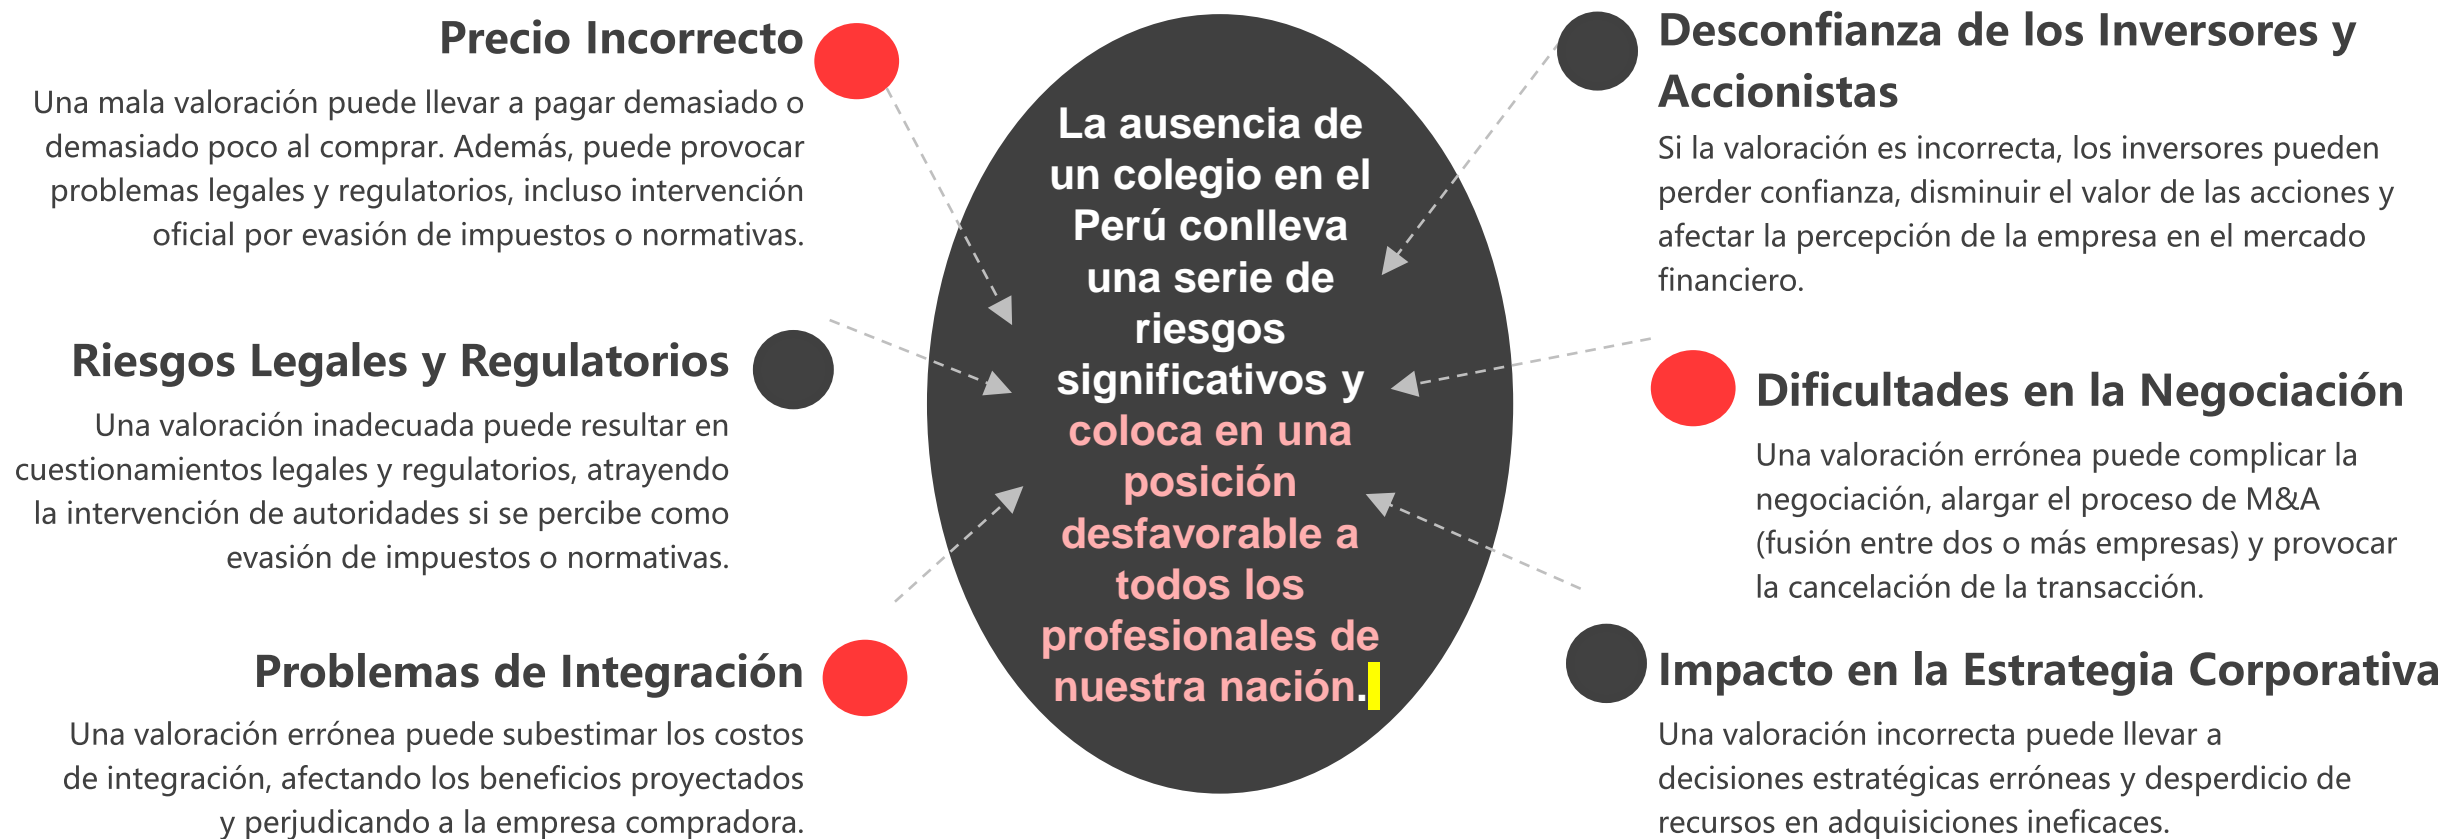 Precio Incorrecto
Una mala valoración puede llevar a pagar demasiado o
demasiado poco al comprar. Además, puede provocar
problemas legales y regulatorios, incluso intervención
oficial por evasión de impuestos o normativas.
Riesgos Legales y Regulatorios
Una valoración inadecuada puede resultar en
cuestionamientos legales y regulatorios, atrayendo
la intervención de autoridades si se percibe como
evasión de impuestos o normativas.
Problemas de Integración
Una valoración errónea puede subestimar los costos
de integración, afectando los beneficios proyectados
y perjudicando a la empresa compradora.
La ausencia de
un colegio en el
Perú conlleva
una serie de
riesgos
significativos y
coloca en una
posición
desfavorable a
todos los
profesionales de
nuestra nación.
Desconfianza de los Inversores y
Accionistas
Si la valoración es incorrecta, los inversores pueden
perder confianza, disminuir el valor de las acciones y
afectar la percepción de la empresa en el mercado
financiero.
Dificultades en la Negociación
Una valoración errónea puede complicar la
negociación, alargar el proceso de M&A
(fusión entre dos o más empresas) y provocar
la cancelación de la transacción.
Impacto en la Estrategia Corporativa
Una valoración incorrecta puede llevar a
decisiones estratégicas erróneas y desperdicio de
recursos en adquisiciones ineficaces.